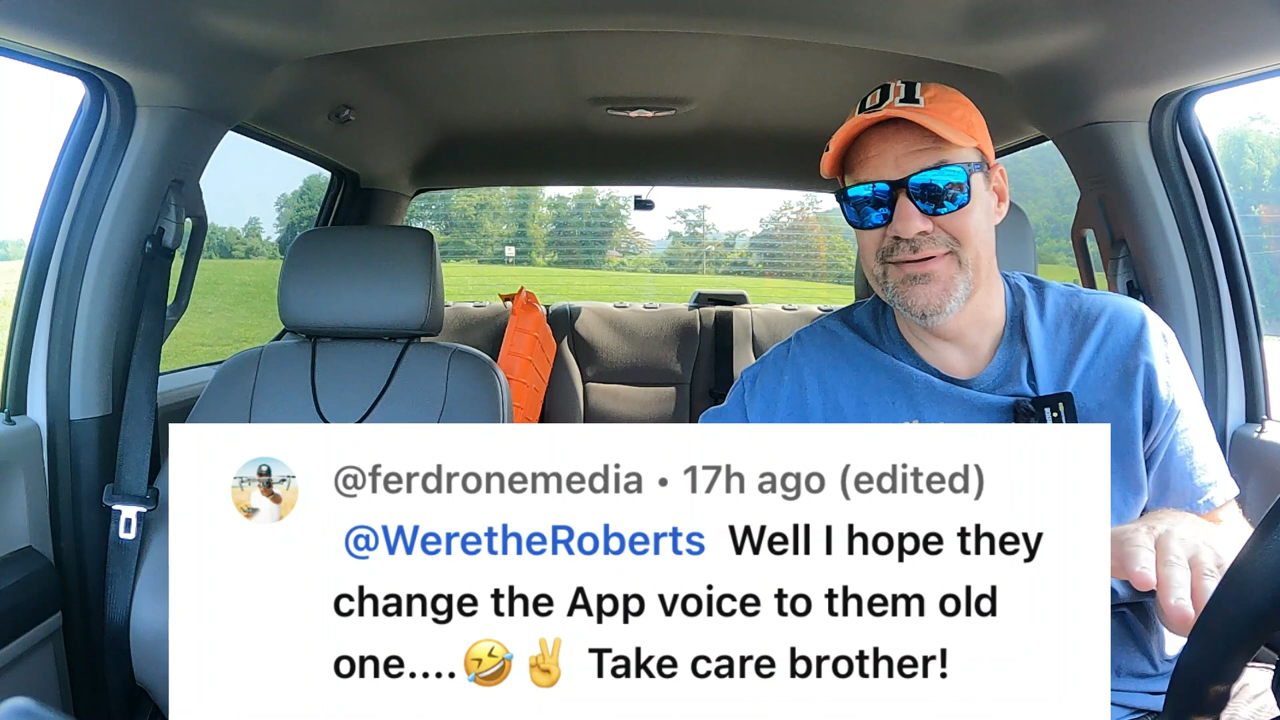 01
@ferdronemedia • 17h ago (edited)
@WeretheRoberts Well I hope they
change the App voice to them old
one....🤣✌️ Take care brother!